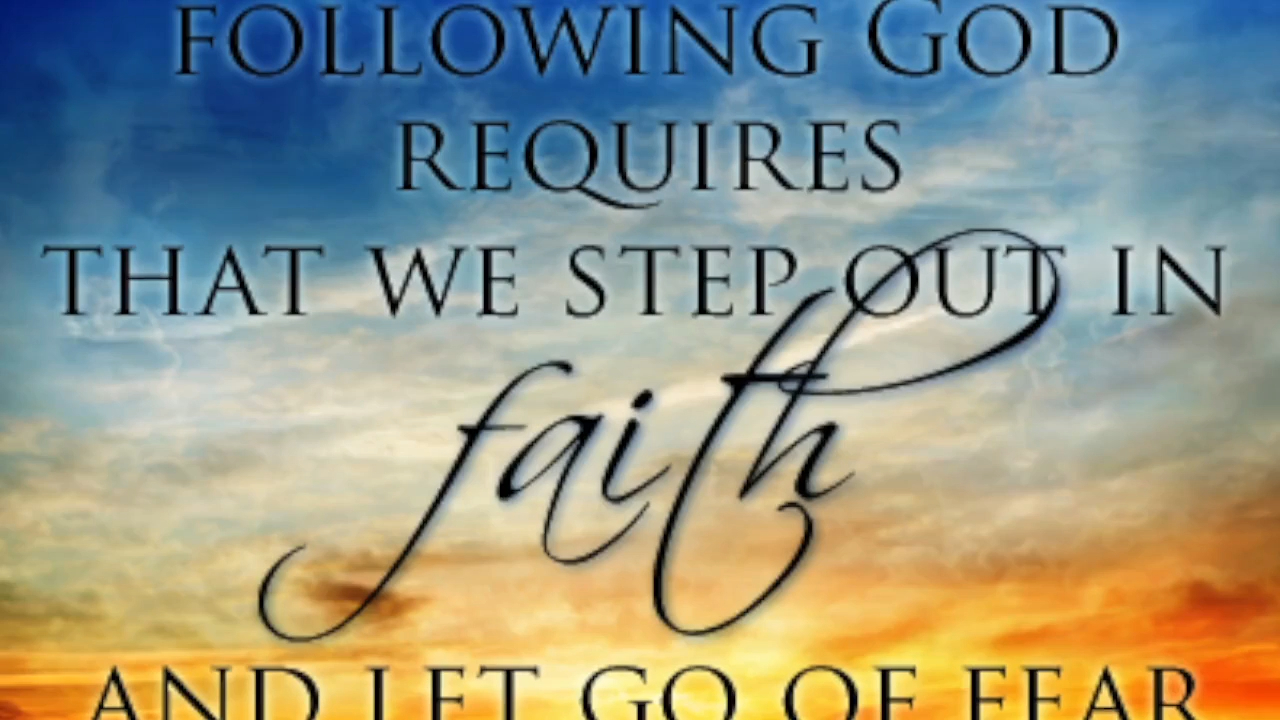 FOLLOWING GOD
REQUIRES
THAT WE STEP OUT IN
faith
AND LET GO OF FEAR